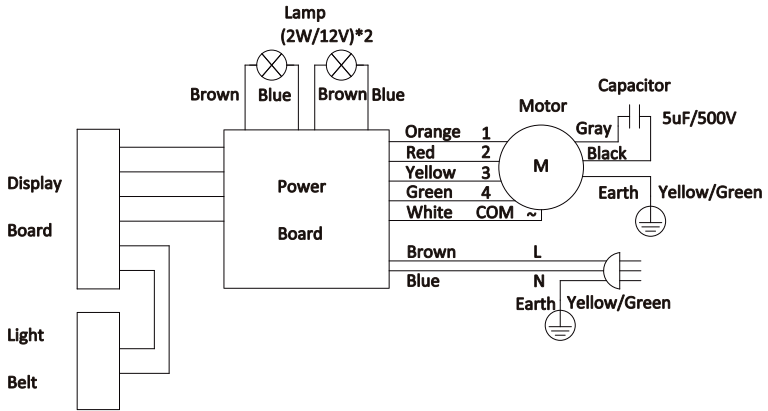 Lamp
(2W/12V)*2
Brown Blue Brown Blue
Capacitor
5uF/500V
Motor
Gray
Black
M
Orange 1
Red 2
Yellow 3
Green 4
White COM ~
Earth Yellow/Green
Display
Board
Power
Board
Brown L
Blue N
Earth Yellow/Green
Light
Belt